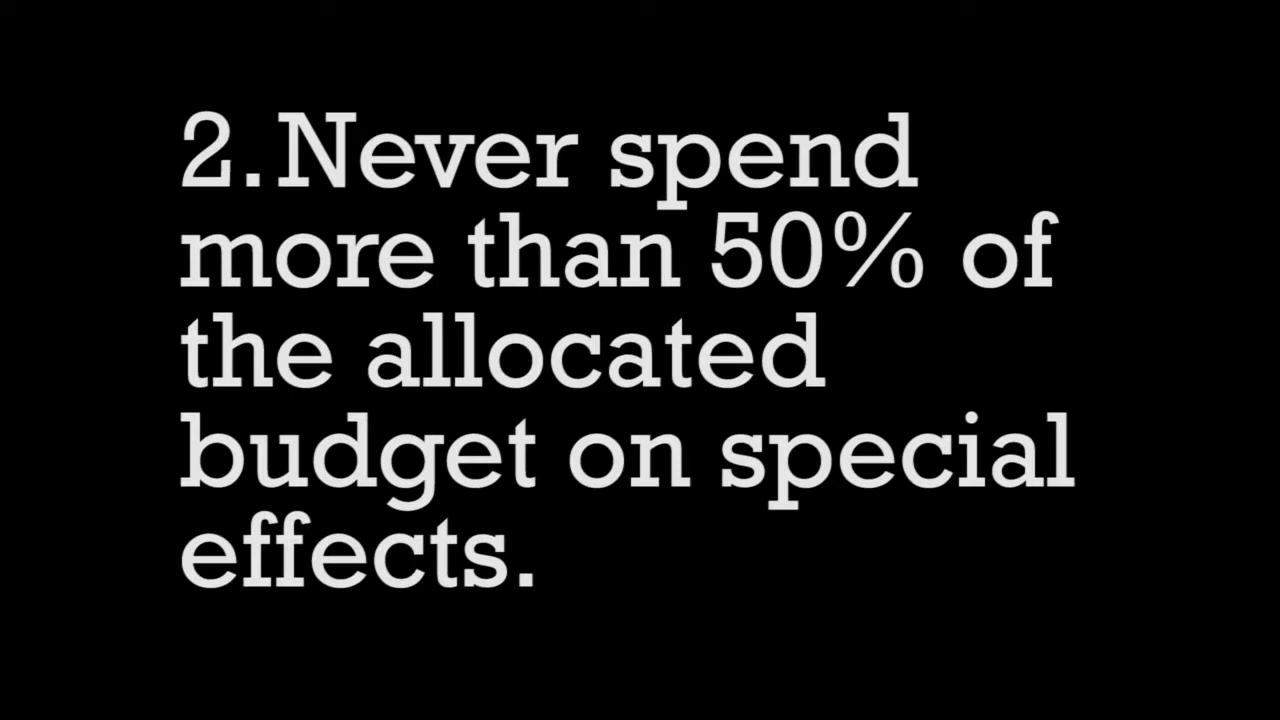 2. Never spend
more than 50% of
the allocated
budget on special
effects.